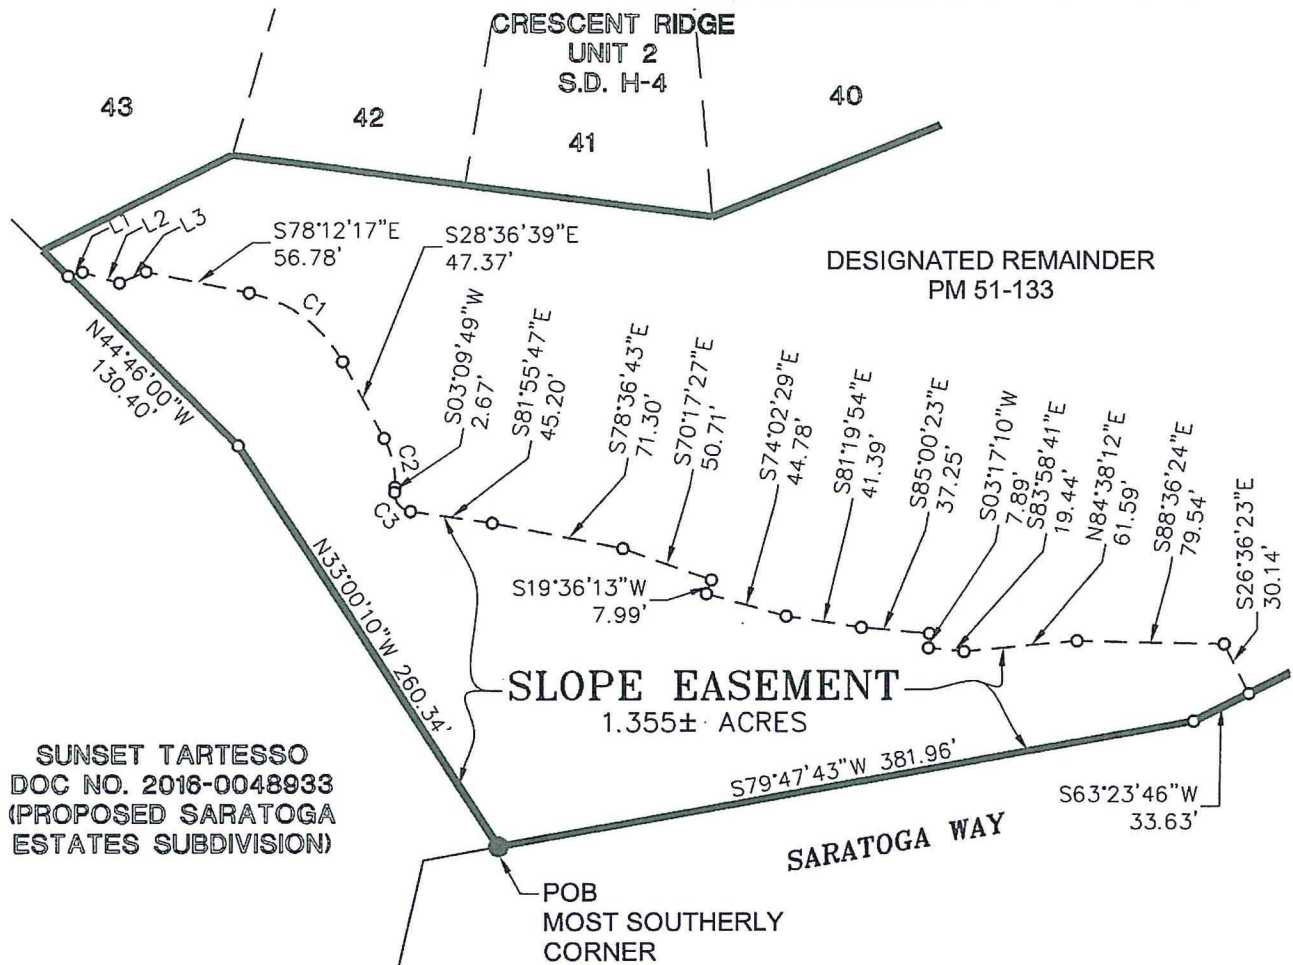 CRESCENT RIDGE
UNIT 2
S.D. H-4
43
42
41
40
L1
L2
L3
S78°12'17"E
56.78'
S28°36'39"E
47.37'
DESIGNATED REMAINDER
PM 51-133
C1
N44°46'00"W
130.40'
S03°09'49"W
2.67'
S81°55'47"E
45.20'
S78°36'43"E
71.30'
S70°17'27"E
50.71'
S74°02'29"E
44.78'
S81°19'54"E
41.39'
S85°00'23"E
37.25'
S03°17'10"W
7.89'
S83°58'41"E
19.44'
N84°38'12"E
61.59'
S88°36'24"E
79.54'
S26°36'23"E
30.14'
C2
C3
S19°36'13"W
7.99'
N33°00'10"W 260.34'
SLOPE EASEMENT
1.355± ACRES
SUNSET TARTESSO
DOC NO. 2016-0048933
(PROPOSED SARATOGA
ESTATES SUBDIVISION)
S79°47'43"W 381.96'
S63°23'46"W
33.63'
SARATOGA WAY
POB
MOST SOUTHERLY
CORNER